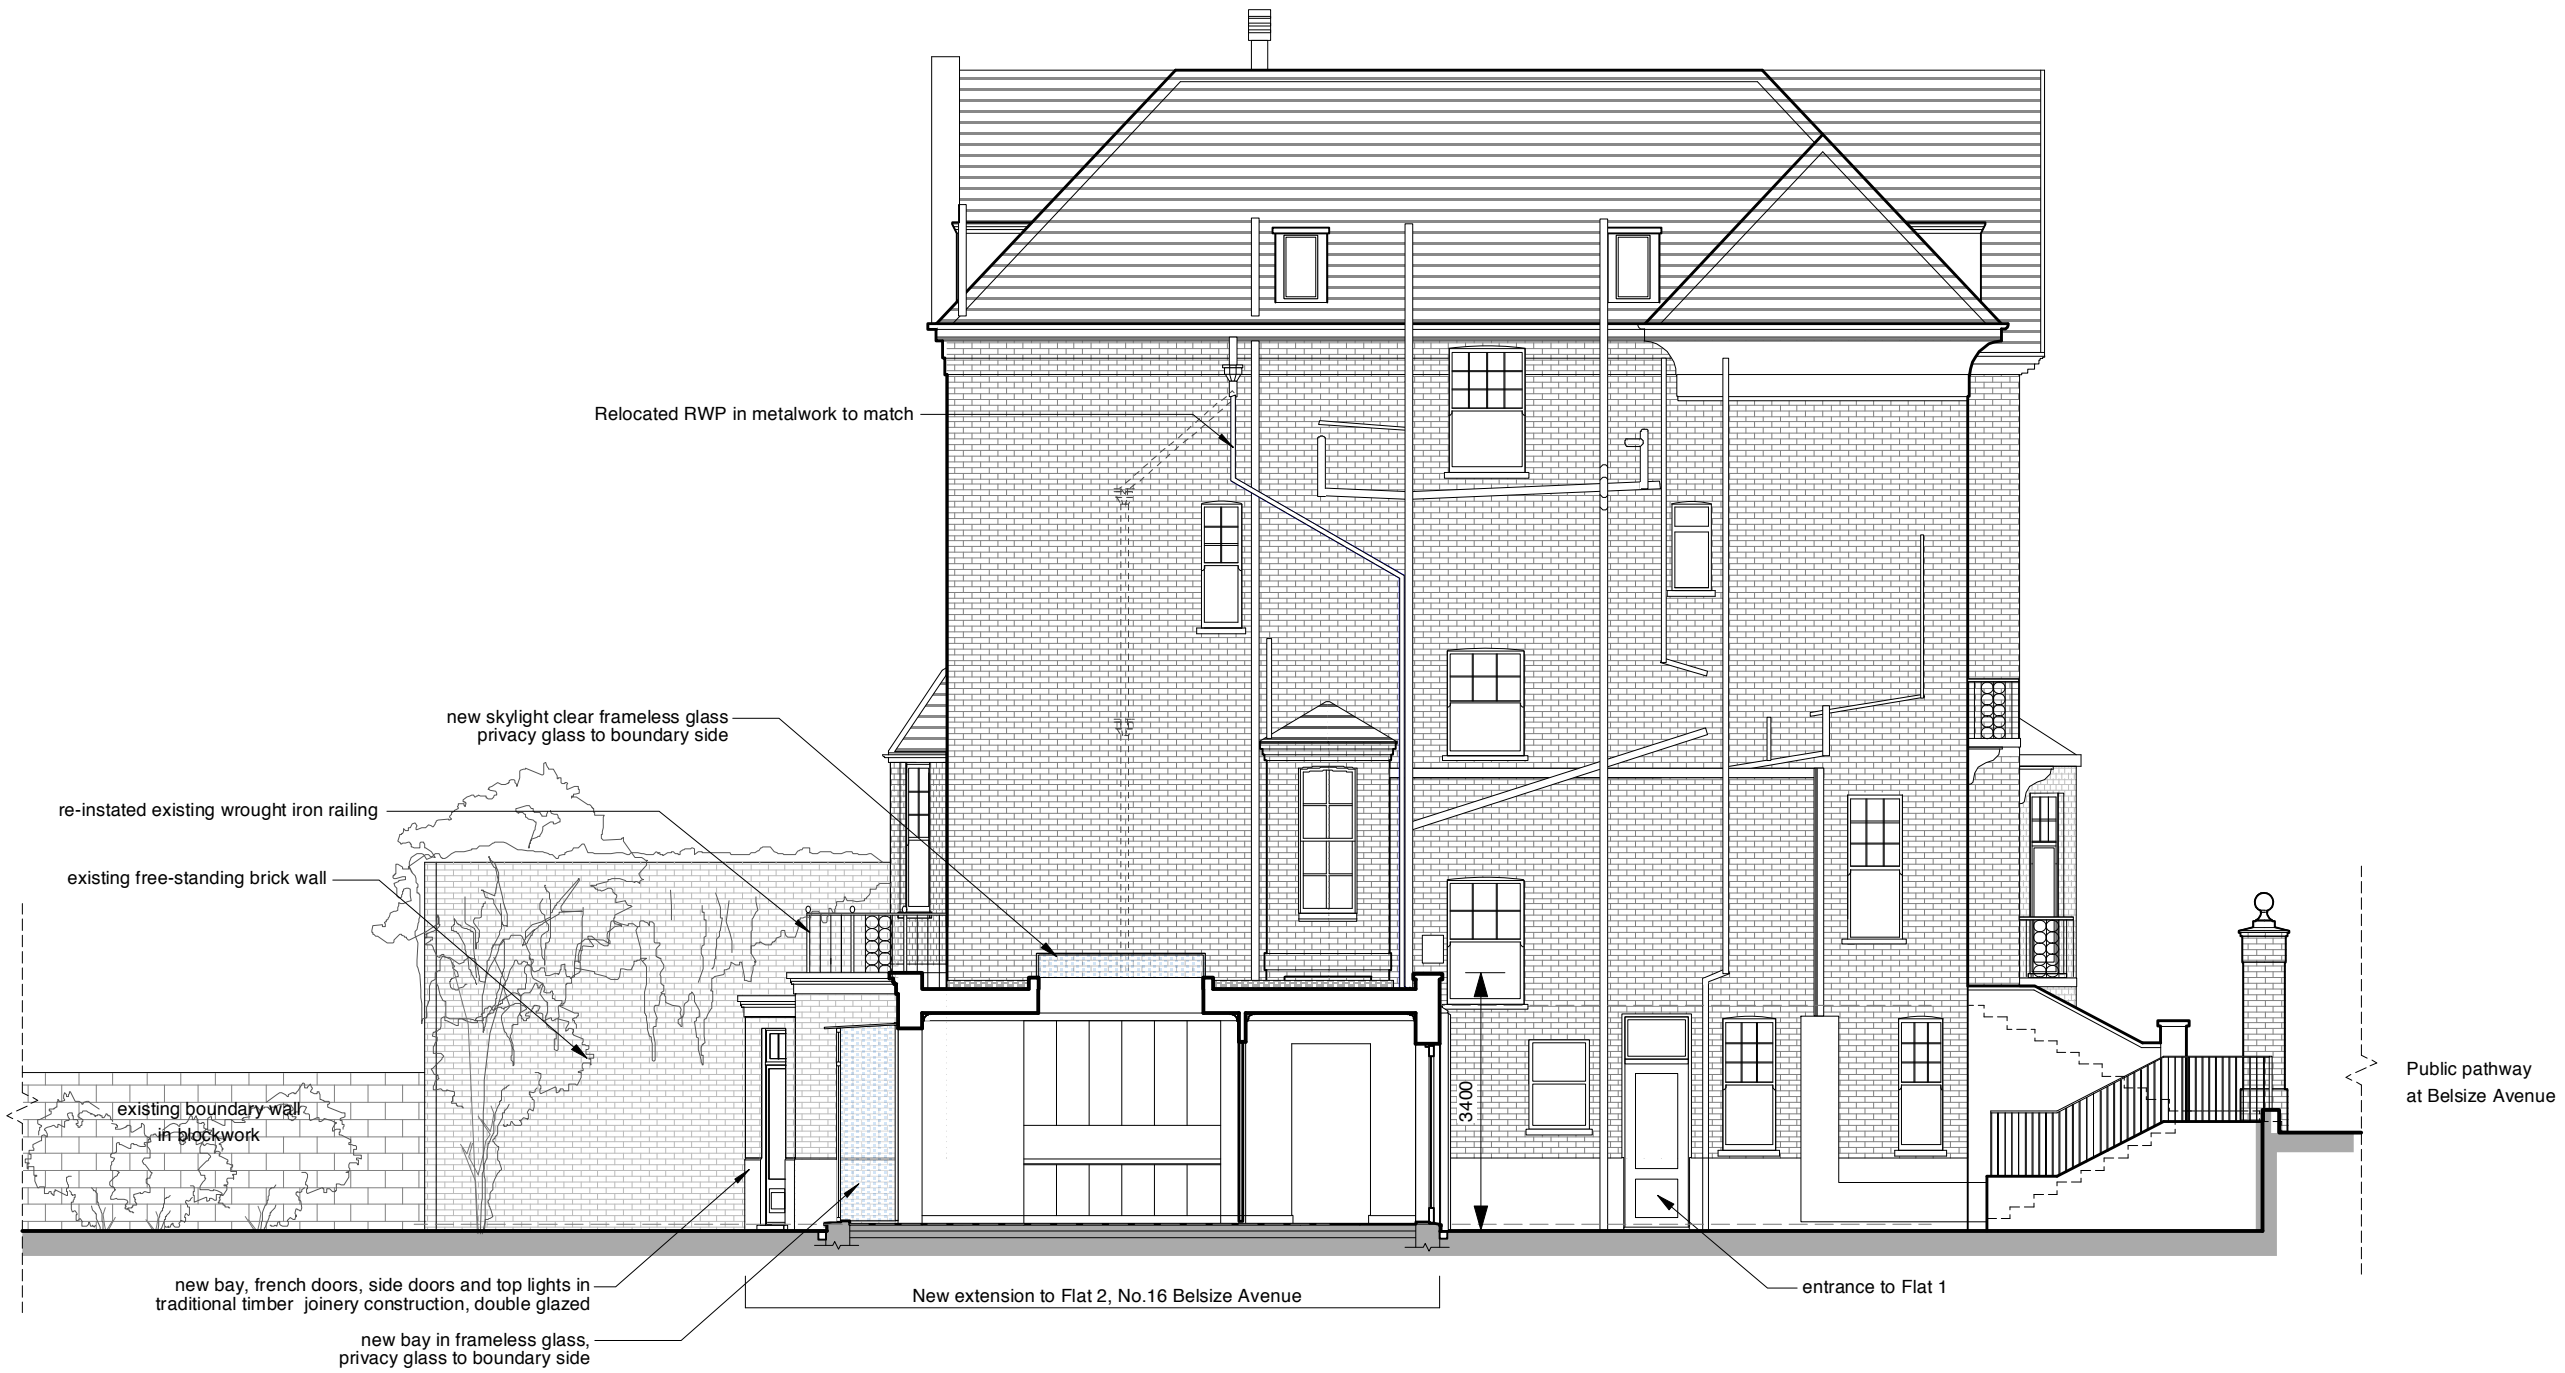 Relocated RWP in metalwork to match
new skylight clear frameless glass
privacy glass to boundary side
re-instated existing wrought iron railing
existing free-standing brick wall
existing boundary wall
in blockwork
3400
Public pathway
at Belsize Avenue
new bay, french doors, side doors and top lights in
traditional timber joinery construction, double glazed
New extension to Flat 2, No.16 Belsize Avenue
entrance to Flat 1
new bay in frameless glass,
privacy glass to boundary side